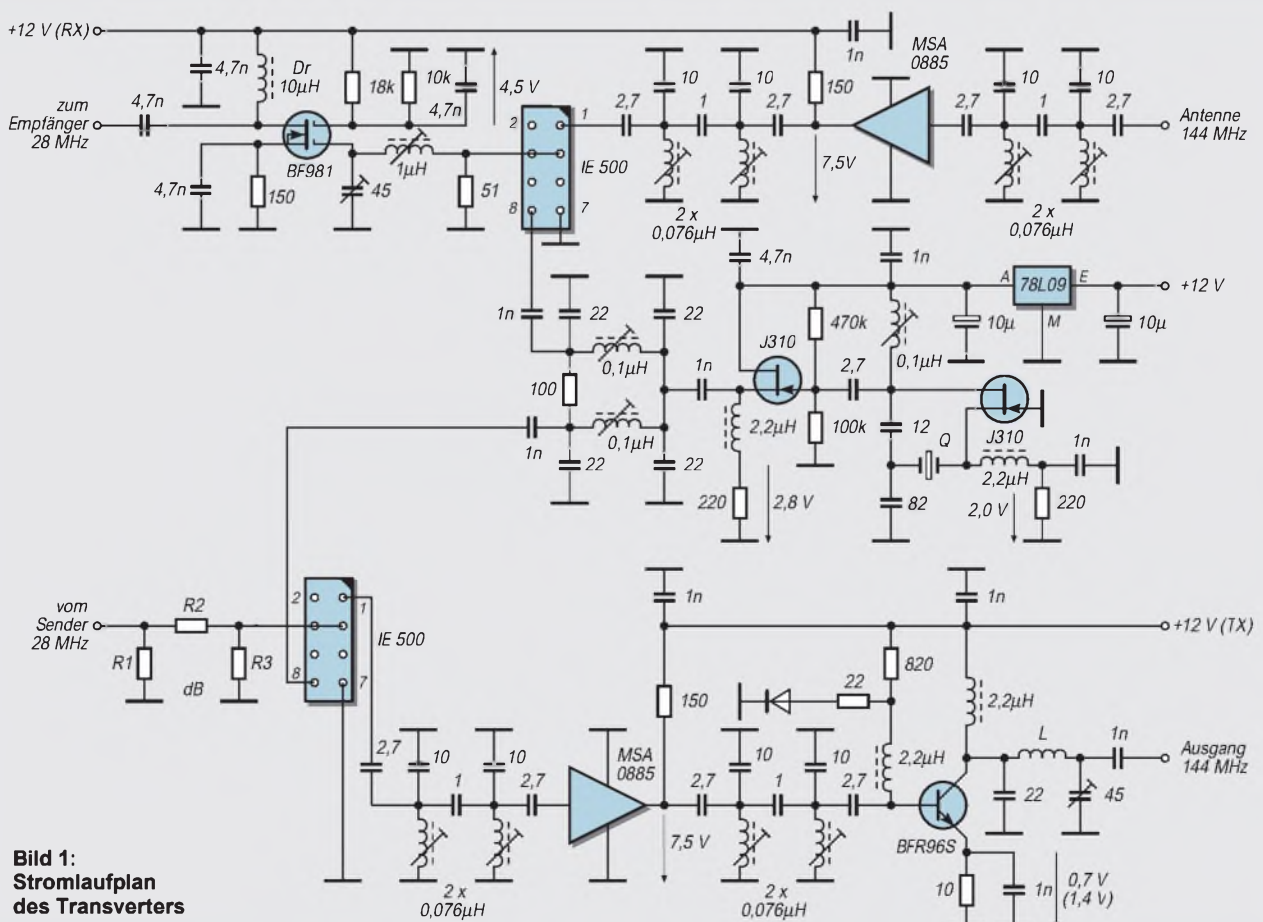 +12 V (RX)
4,7n
Dr
10µH
18k
10k
4,7n
4,5 V
1n
MSA
0885
150
10
10
2,7
1
2,7
10
10
2,7
1
2,7
zum
Empfänger
28 MHz
4,7n
BF981
4,7n
150
45
1µH
51
2
1
8
7
IE 500
7,5V
Antenne
144 MHz
2 x
0,076µH
2 x
0,076µH
4,7n
1n
A
78L09
E
M
+12 V
10µ
10µ
1n
22
22
0,1µH
100
0,1µH
1n
22
22
1n
J310
2,2µH
220
2,8 V
470k
100k
2,7
0,1µH
12
82
Q
J310
2,2µH
1n
2,0 V
220
vom
Sender
28 MHz
R1
R2
R3
dB
2
1
8
7
IE 500
2,7
10
10
1
2,7
2 x
0,076µH
MSA
0885
1n
150
7,5 V
2,7
10
10
1
2,7
2 x
0,076µH
22
820
2,2µH
1n
+12 V (TX)
2,2µH
L
1n
Ausgang
144 MHz
22
45
BFR96S
10
1n
0,7 V
(1,4 V)
Bild 1:
Stromlaufplan
des Transverters